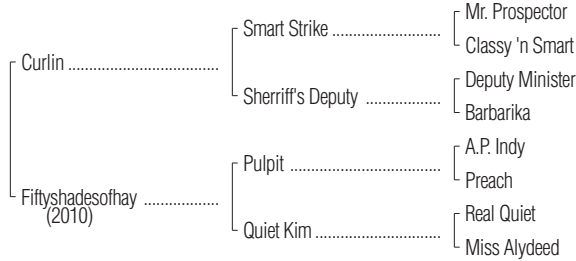 Mr. Prospector
Smart Strike ........................
Classy 'n Smart
Curlin .................................
Deputy Minister
Sherriff's Deputy ................
Barbarika
A.P. Indy
Pulpit .................................
Preach
Fiftyshadesofhay ................
(2010)
Real Quiet
Quiet Kim ...........................
Miss Alydeed